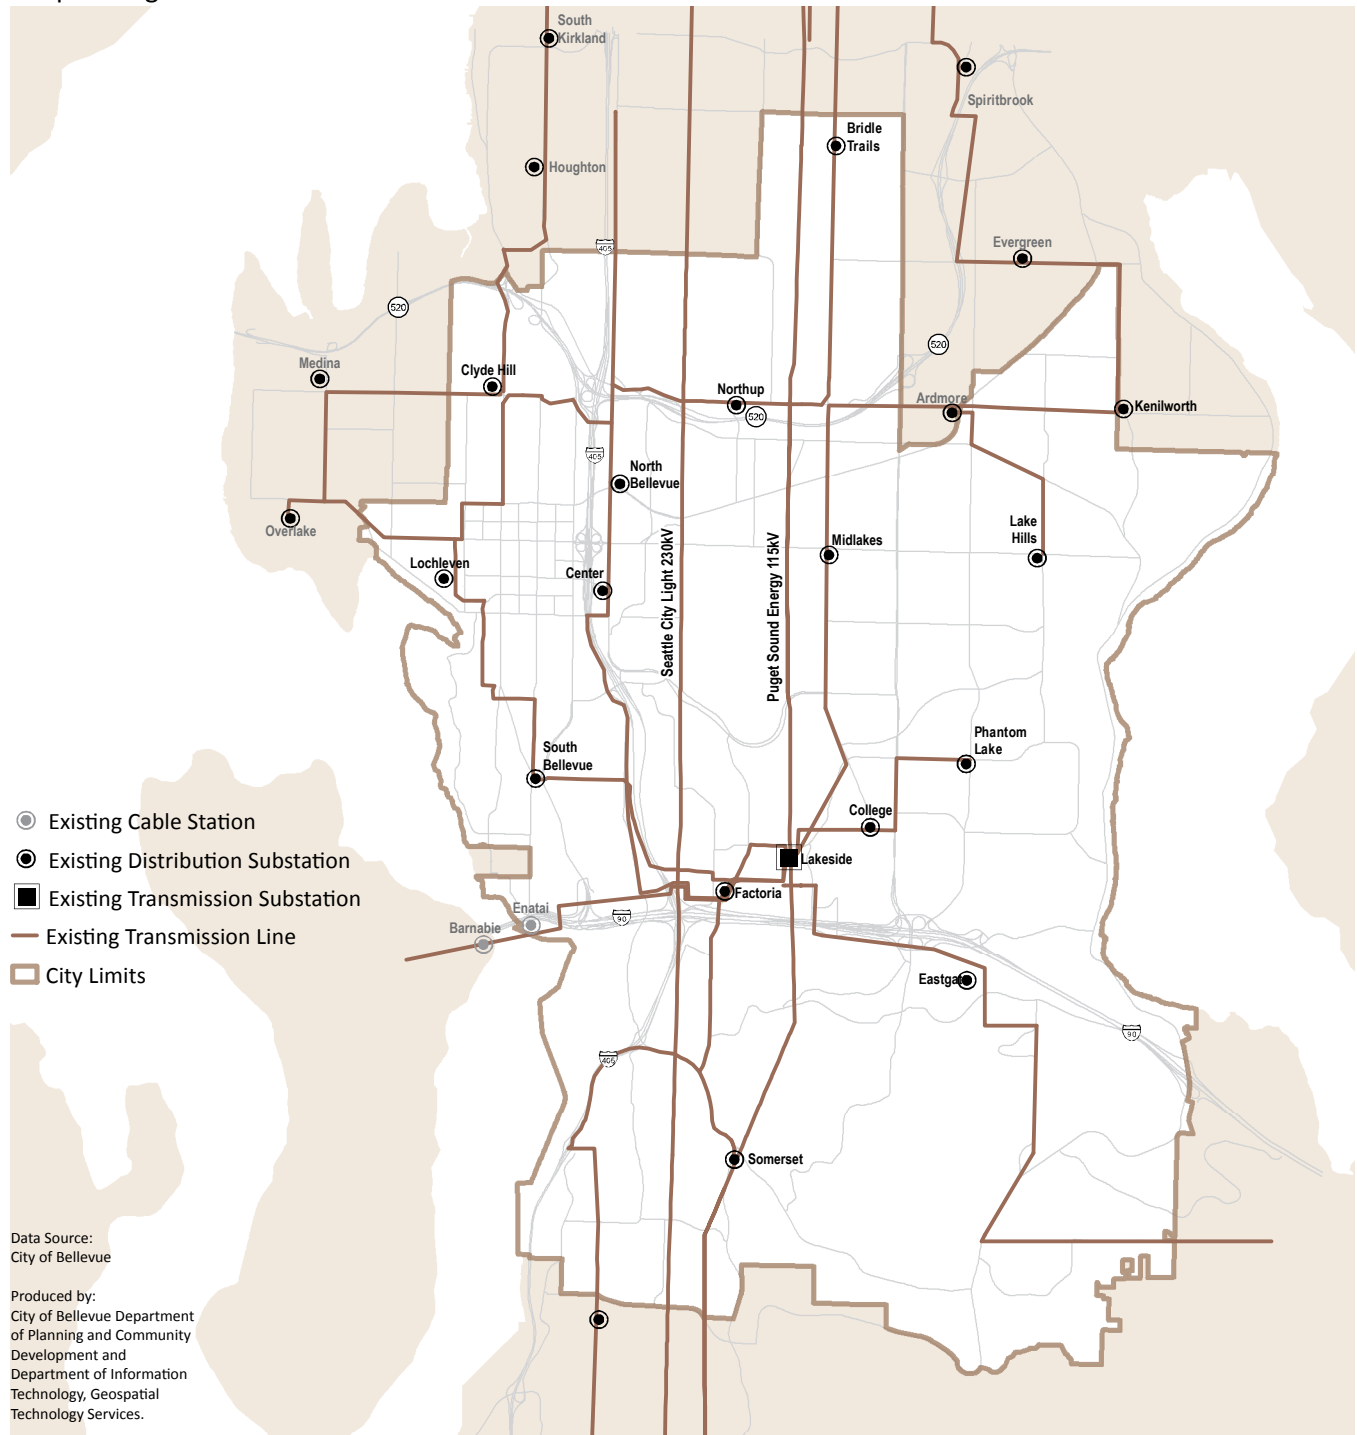 South
Kirkland
Spiritbrook
Bridle
Trails
Houghton
405
Evergreen
520
520
Medina
Clyde Hill
Northup
520
Ardmore
Kenilworth
405
North
Bellevue
Overlake
Lake
Hills
Midlakes
Lochleven
Center
Seattle City Light 230kV
Puget Sound Energy 115kV
Phantom
Lake
South
Bellevue
College
Existing Cable Station
Existing Distribution Substation
Existing Transmission Substation
Existing Transmission Line
City Limits
Lakeside
Factoria
Enatai
90
Barnabie
Eastgate
90
405
Somerset
Data Source:
City of Bellevue
Produced by:
City of Bellevue Department
of Planning and Community
Development and
Department of Information
Technology, Geospatial
Technology Services.